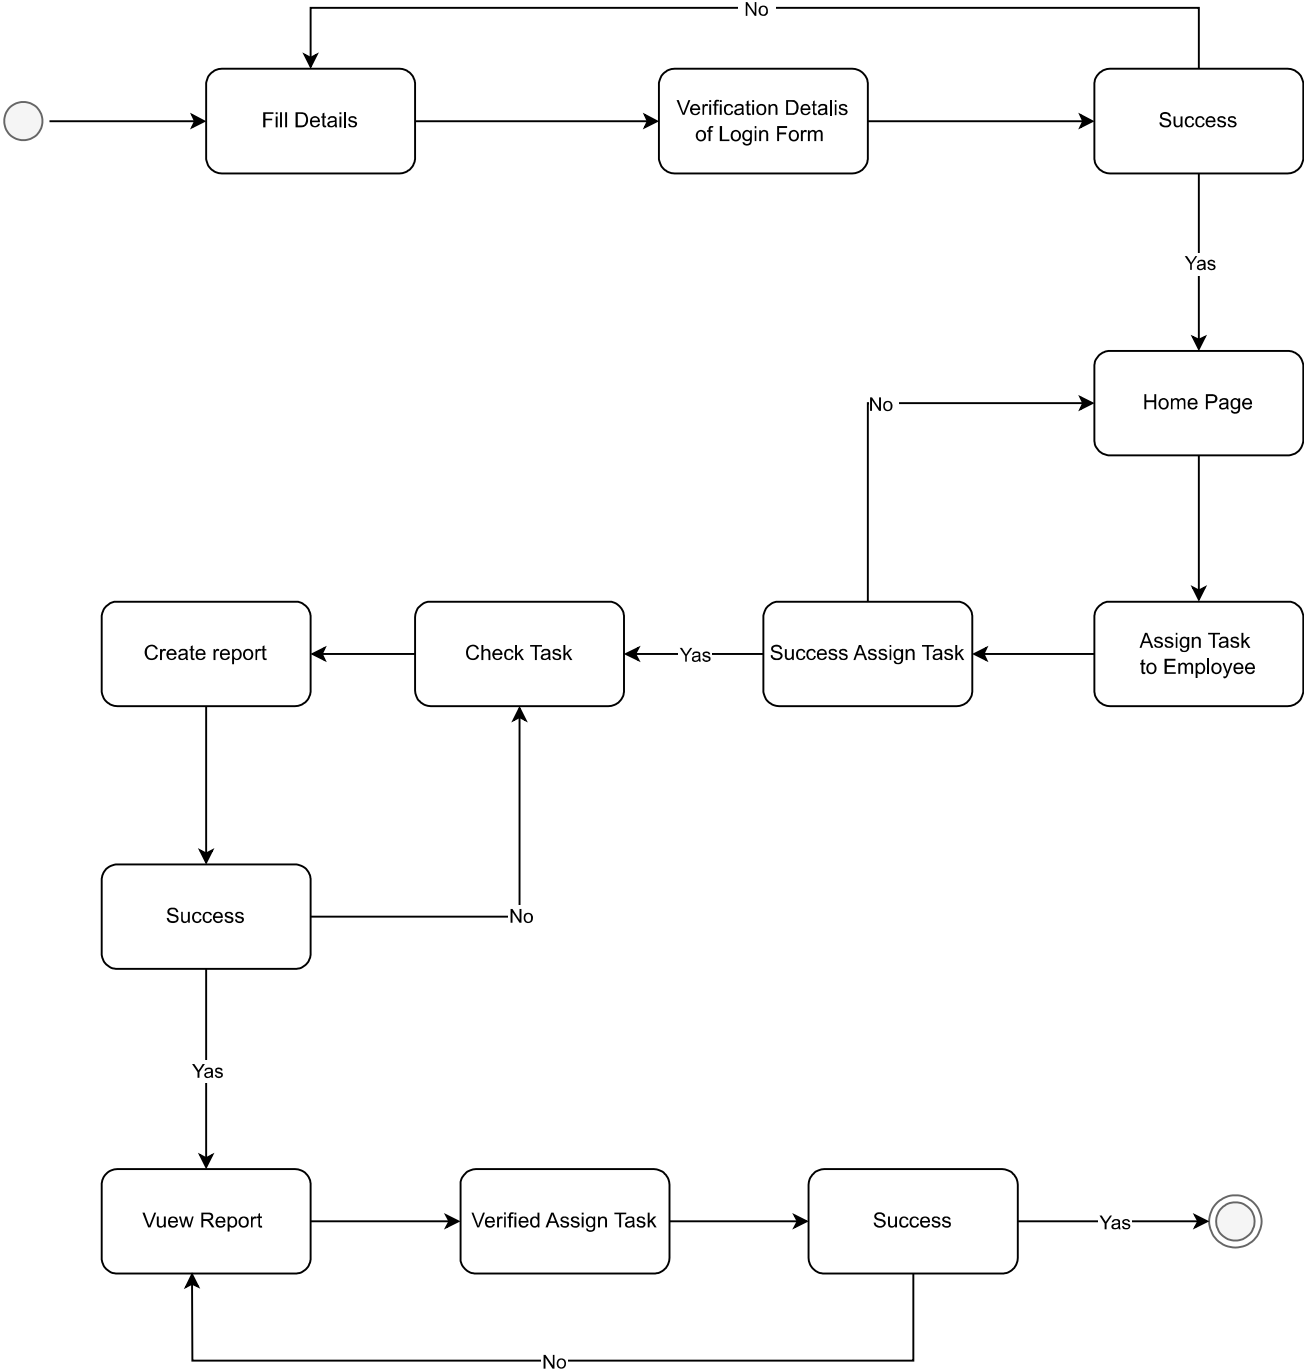 No
Fill Details
Verification Detalis
of Login Form
Success
Yas
No
Home Page
Create report
Check Task
Yas
Success Assign Task
Assign Task
to Employee
Success
No
Yas
Vuew Report
Verified Assign Task
Success
Yas
No